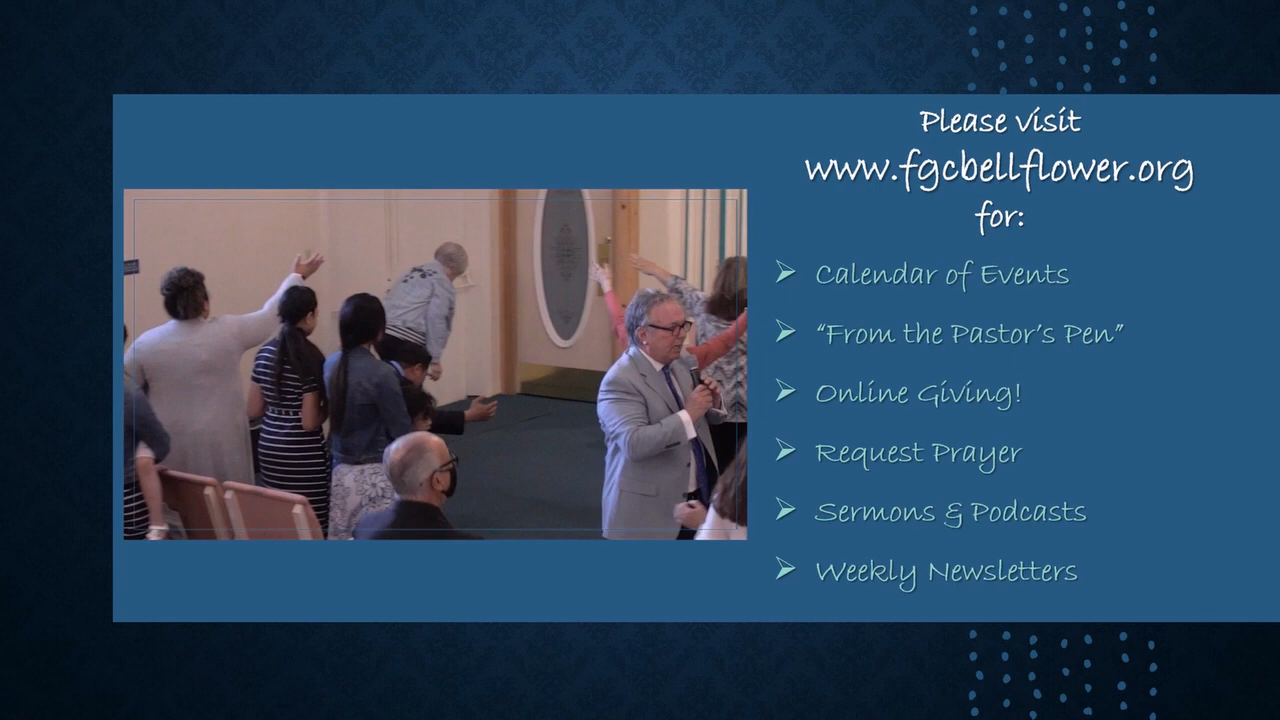 Please visit
www.fgcbellflower.org
for:
Calendar of Events
“From the Pastor’s Pen”
Online Giving!
Request Prayer
Sermons & Podcasts
Weekly Newsletters